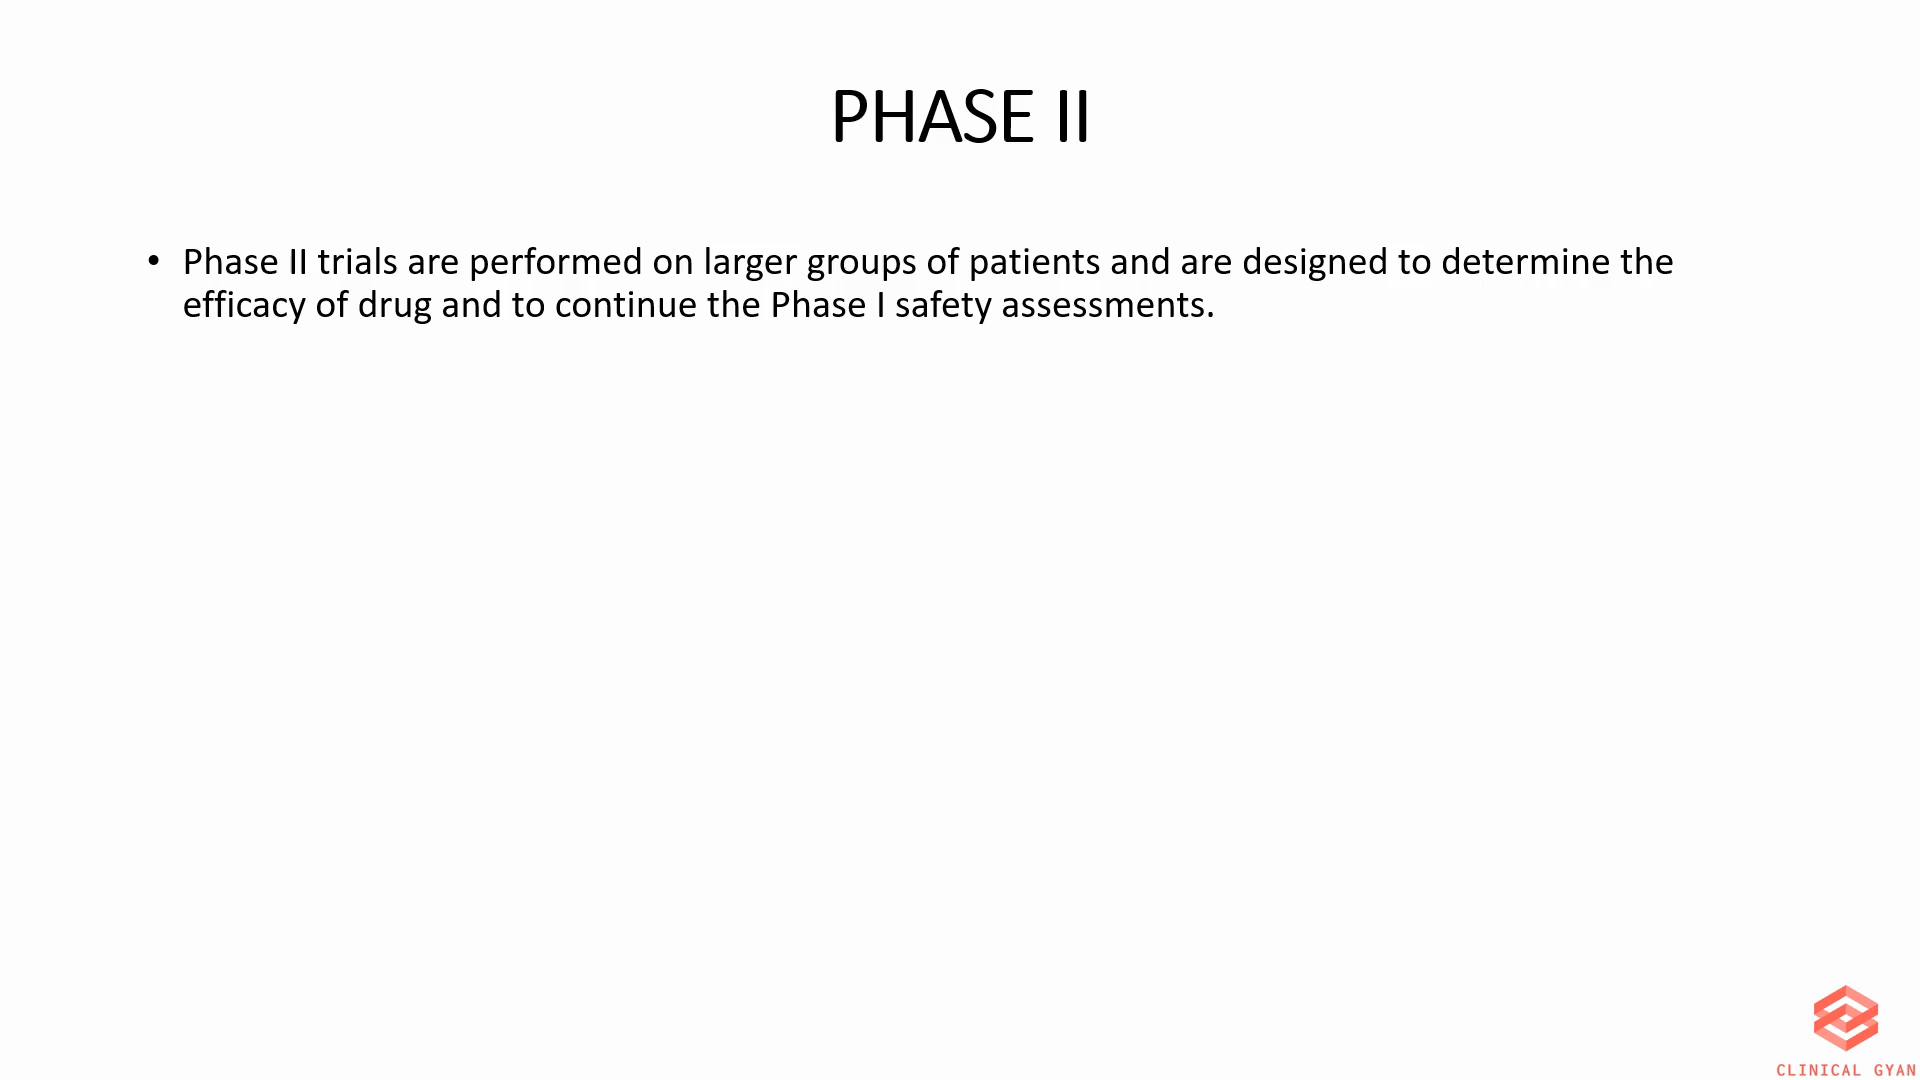 PHASE II
• Phase II trials are performed on larger groups of patients and are designed to determine the
efficacy of drug and to continue the Phase I safety assessments.
CLINICAL GYAN